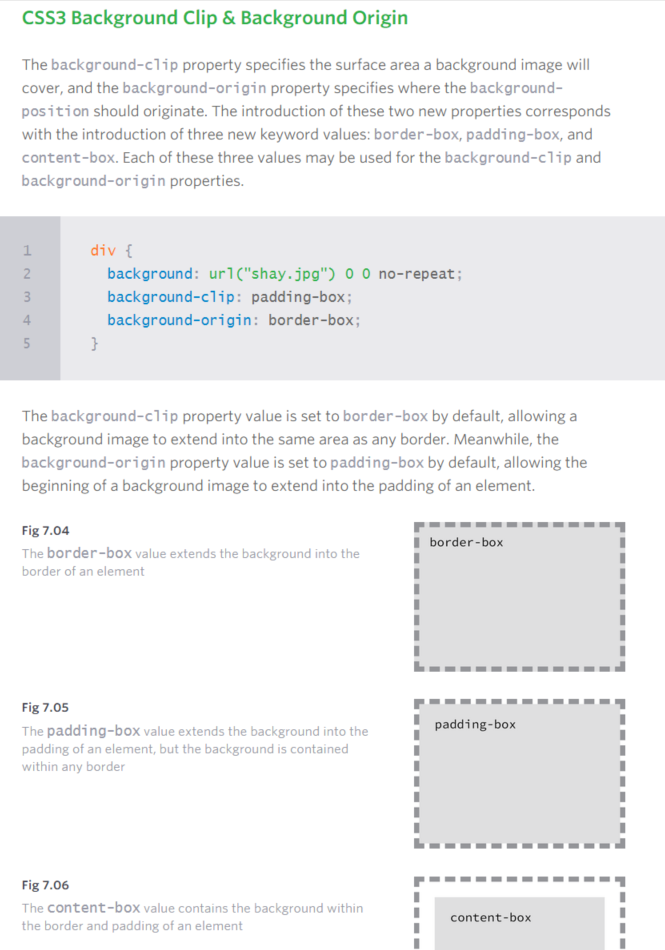 CSS3 Background Clip & Background Origin
The background-clip property specifies the surface area a background image will
cover, and the background-origin property specifies where the background-
position should originate. The introduction of these two new properties corresponds
with the introduction of three new keyword values: border-box, padding-box, and
content-box. Each of these three values may be used for the background-clip and
background-origin properties.
1 div {
2 background: url("shay.jpg") 0 0 no-repeat;
3 background-clip: padding-box;
4 background-origin: border-box;
5 }
The background-clip property value is set to border-box by default, allowing a
background image to extend into the same area as any border. Meanwhile, the
background-origin property value is set to padding-box by default, allowing the
beginning of a background image to extend into the padding of an element.
Fig 7.04
The border-box value extends the background into the
border of an element
border-box
Fig 7.05
The padding-box value extends the background into the
padding of an element, but the background is contained
within any border
padding-box
Fig 7.06
The content-box value contains the background within
the border and padding of an element
content-box